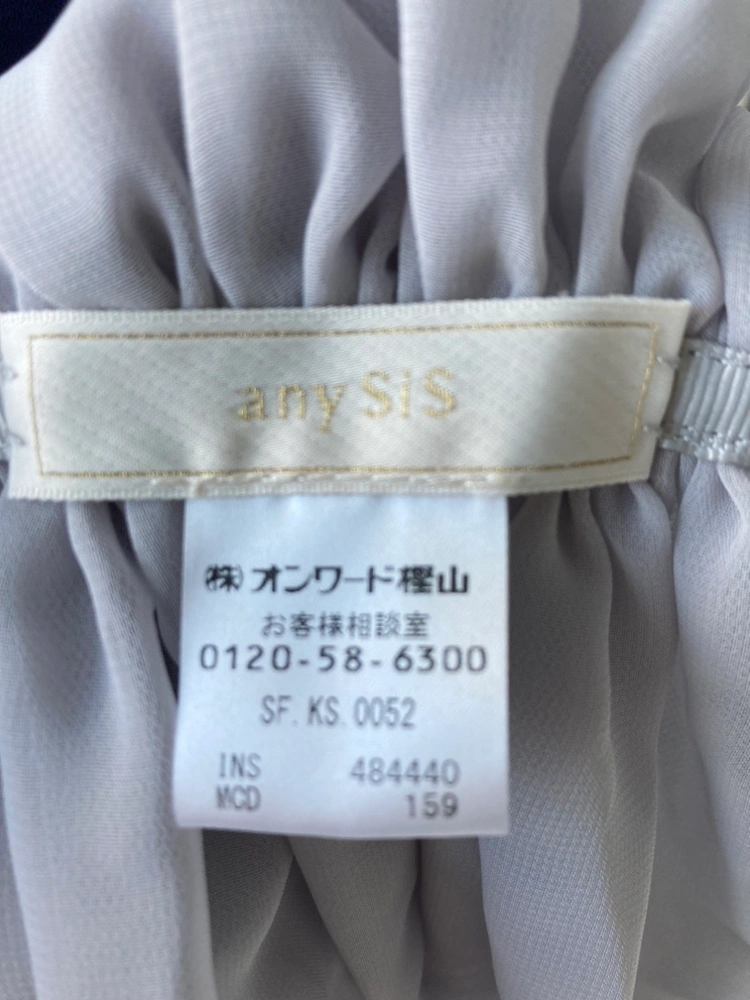 any SiS
㈱オンワード樫山
お客様相談室
0120-58-6300
SF.KS.0052
INS 484440
MCD 159